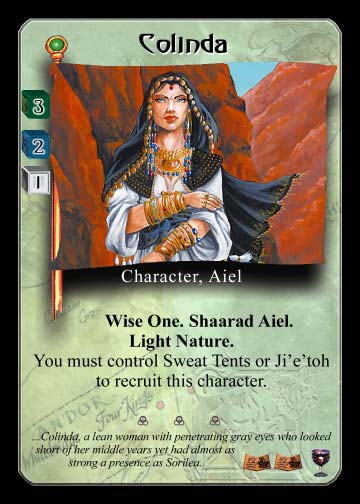 Colinda
3
2
1
Character, Aiel
Wise One. Shaarad Aiel.
Light Nature.
You must control Sweat Tents or Ji'e'toh
to recruit this character.
Four Kings
...Colinda, a lean woman with penetrating gray eyes who looked
short of her middle years yet had almost as
strong a presence as Sorilea.